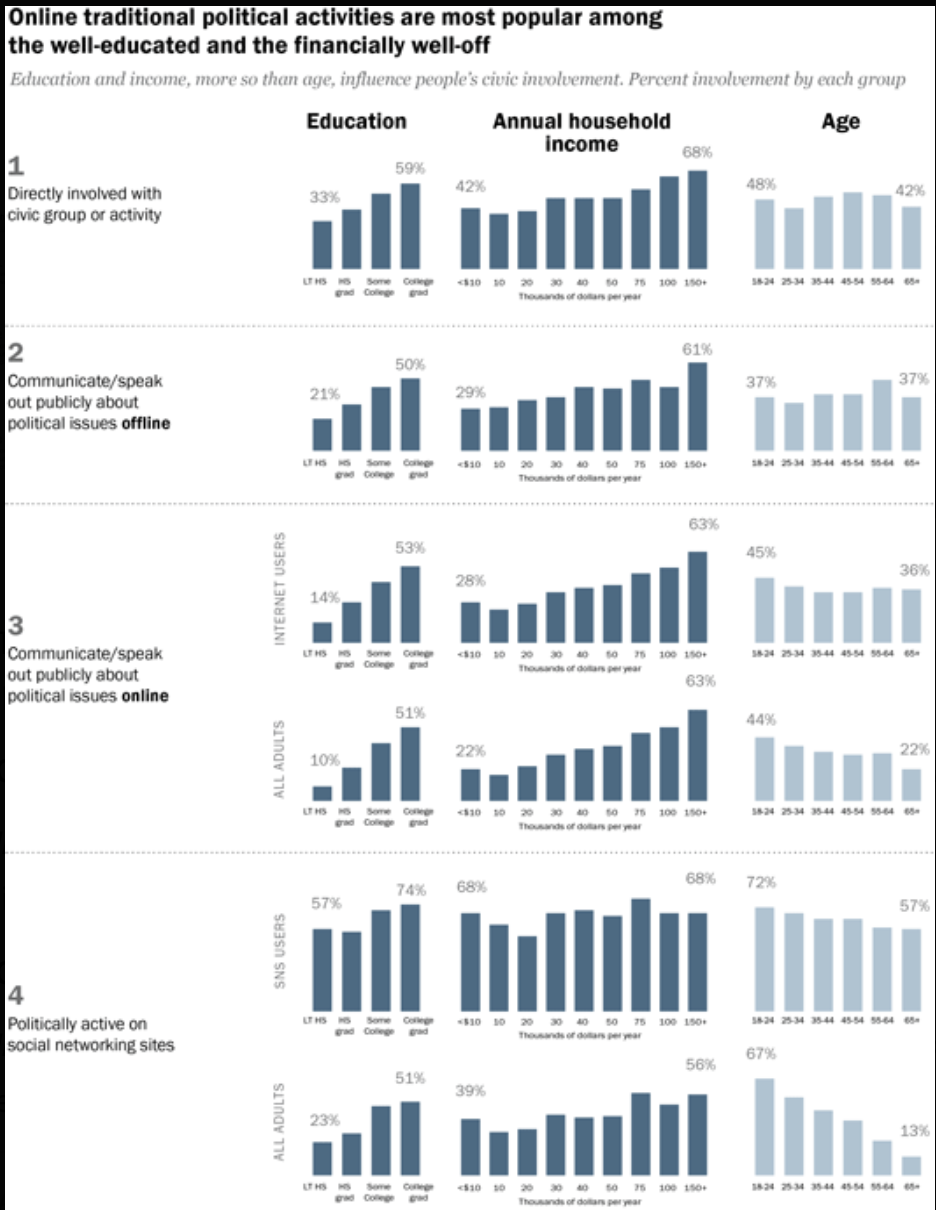 Online traditional political activities are most popular among
the well-educated and the financially well-off
Education and income, more so than age, influence people's civic involvement. Percent involvement by each group
Education
Annual household
income
Age
1
Directly involved with
civic group or activity
33% 59%
42% 68%
48% 42%
LT HS HS grad Some College College grad
<$10 10 20 30 40 50 75 100 150+
Thousands of dollars per year
18-24 25-34 35-44 45-54 55-64 65+
2
Communicate/speak
out publicly about
political issues offline
21% 50%
29% 61%
37% 37%
LT HS HS grad Some College College grad
<$10 10 20 30 40 50 75 100 150+
Thousands of dollars per year
18-24 25-34 35-44 45-54 55-64 65+
3
Communicate/speak
out publicly about
political issues online
INTERNET USERS
14% 53%
28% 63%
45% 36%
LT HS HS grad Some College College grad
<$10 10 20 30 40 50 75 100 150+
Thousands of dollars per year
18-24 25-34 35-44 45-54 55-64 65+
ALL ADULTS
10% 51%
22% 63%
44% 22%
LT HS HS grad Some College College grad
<$10 10 20 30 40 50 75 100 150+
Thousands of dollars per year
18-24 25-34 35-44 45-54 55-64 65+
4
Politically active on
social networking sites
SNS USERS
57% 74%
68% 68%
72% 57%
LT HS HS grad Some College College grad
<$10 10 20 30 40 50 75 100 150+
Thousands of dollars per year
18-24 25-34 35-44 45-54 55-64 65+
ALL ADULTS
23% 51%
39% 56%
67% 13%
LT HS HS grad Some College College grad
<$10 10 20 30 40 50 75 100 150+
Thousands of dollars per year
18-24 25-34 35-44 45-54 55-64 65+